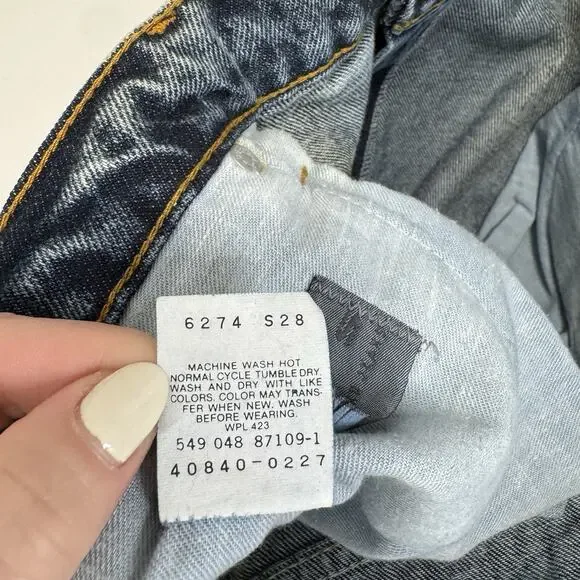 6274 S28
MACHINE WASH HOT
NORMAL CYCLE TUMBLE DRY.
WASH AND DRY WITH LIKE
COLORS. COLOR MAY TRANS-
FER WHEN NEW. WASH
BEFORE WEARING.
WPL 423
549 048 87109-1
40840-0227